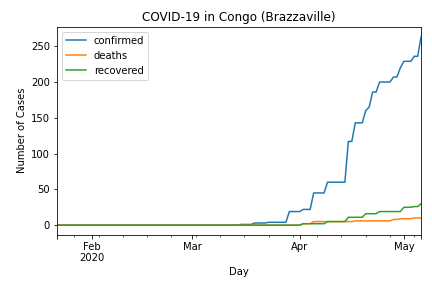 COVID-19 in Congo (Brazzaville)
confirmed
deaths
recovered
Number of Cases
250
200
150
100
50
0
Feb
2020
Mar
Apr
May
Day